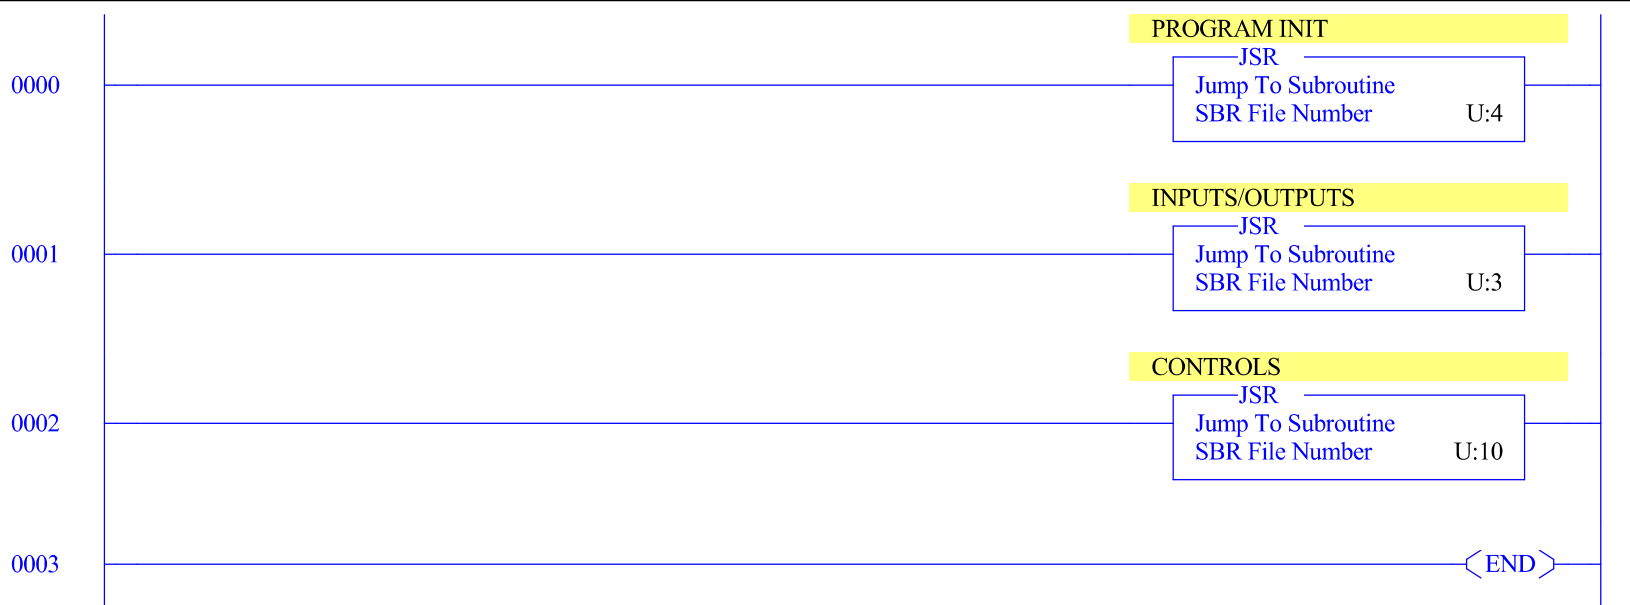 PROGRAM INIT
JSR
0000
Jump To Subroutine
SBR File Number U:4
INPUTS/OUTPUTS
JSR
0001
Jump To Subroutine
SBR File Number U:3
CONTROLS
JSR
0002
Jump To Subroutine
SBR File Number U:10
0003
END